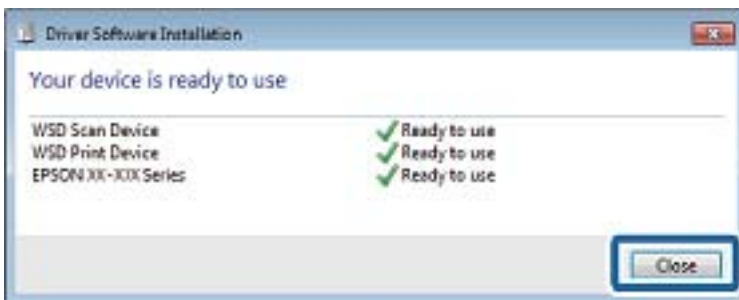 Driver Software Installation
Your device is ready to use
WSD Scan Device Ready to use
WSD Print Device Ready to use
EPSON XX-XXX Series Ready to use
Close